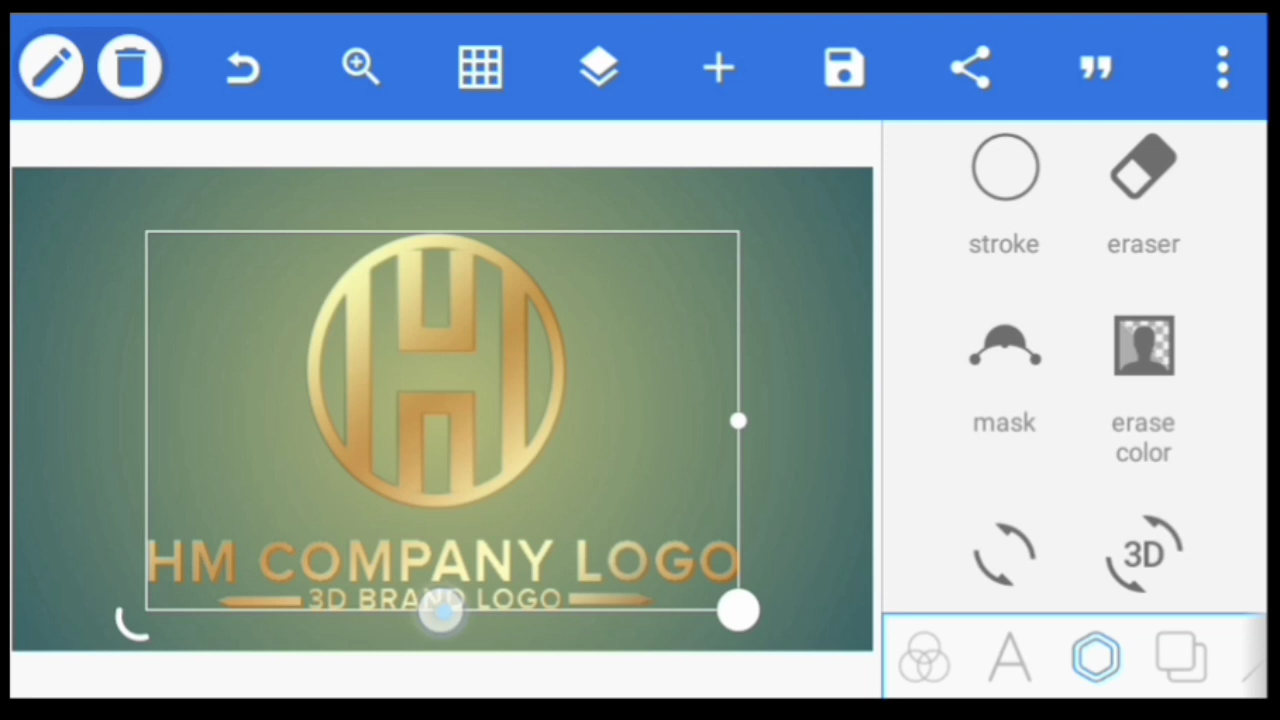 stroke eraser
mask erase color
3D
HM COMPANY LOGO
3D BRAND LOGO